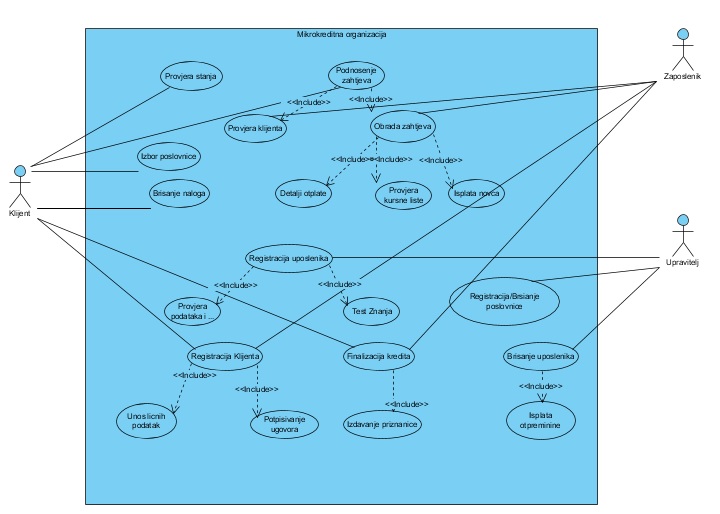 Mikrokreditna organizacija
Provjera stanja
Podnosenje
zahtjeva
Zaposlenik
<<Include>>
<<Include>>
Provjera klijenta
Obrada zahtjeva
Izbor poslovnice
<<Include>>
<<Include>>
<<Include>>
Brisanje naloga
Detalji otplate
Provjera
kursne liste
Isplata novca
Klijent
Registracija uposlenika
Upravitelj
<<Include>>
<<Include>>
Registracija/Brisianje
poslovnice
Provjera
podataka i ...
Test Znanja
Registracija Klijenta
Finalizacija kredita
Brisanje uposlenika
<<Include>>
<<Include>>
<<Include>>
<<Include>>
Unos licnih
podatak
Potpisivanje
ugovora
Izdavanje priznanice
Isplata
otpreminine